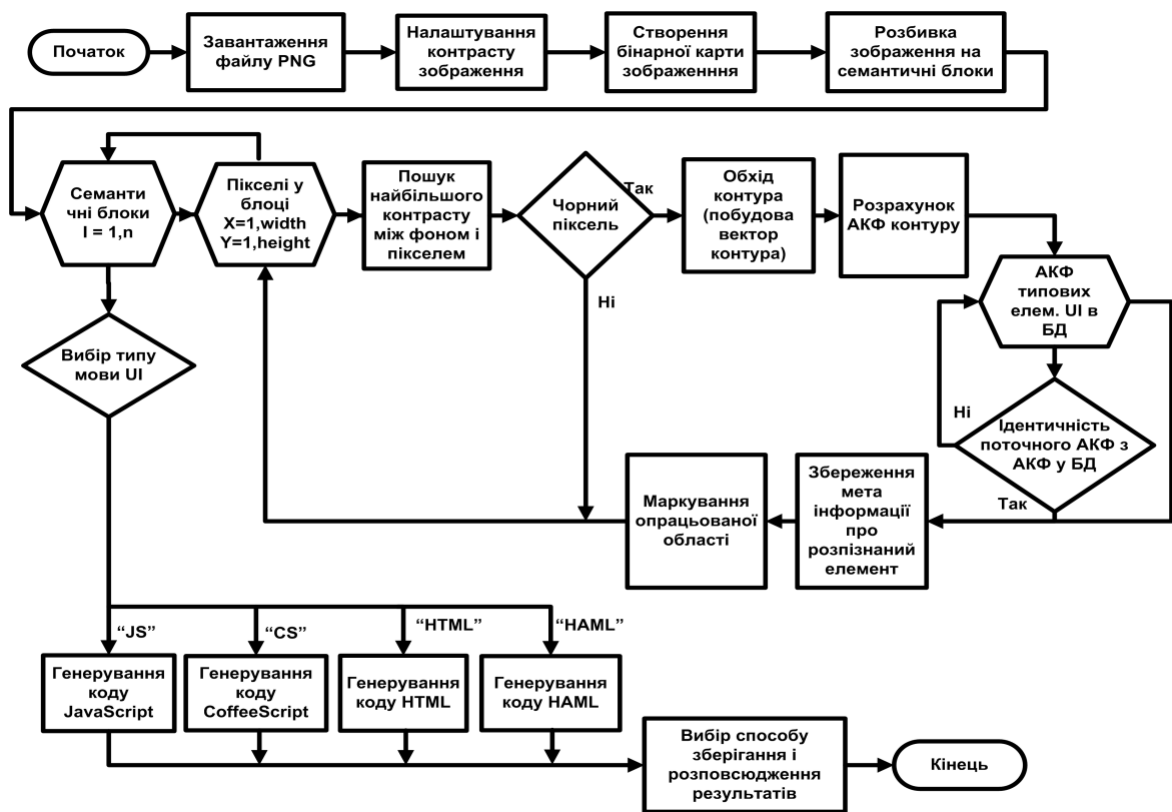 Початок
Завантаження
файлу PNG
Налаштування
контрасту
зображення
Створення
бінарної карти
зображенння
Розбивка
зображення на
семантичні блоки
Семанти
чні блоки
I = 1,n
Пікселі у
блоці
X=1,width
Y=1,height
Пошук
найбільшого
контрасту
між фоном і
пікселем
Чорний
піксель
Так
Ні
Обхід
контура
(побудова
вектор
контура)
Розрахунок
АКФ контуру
АКФ
типових
елем. UI в
БД
Ні
Ідентичність
поточного АКФ з
АКФ у БД
Так
Збереження
мета
інформації
про
розпізнаний
елемент
Маркування
опрацьованої
області
Вибір типу
мови UI
“JS”
“CS”
“HTML”
“HAML”
Генерування
коду
JavaScript
Генерування
коду
CoffeeScript
Генерування
коду HTML
Генерування
коду HAML
Вибір способу
зберігання і
розповсюдження
результатів
Кінець